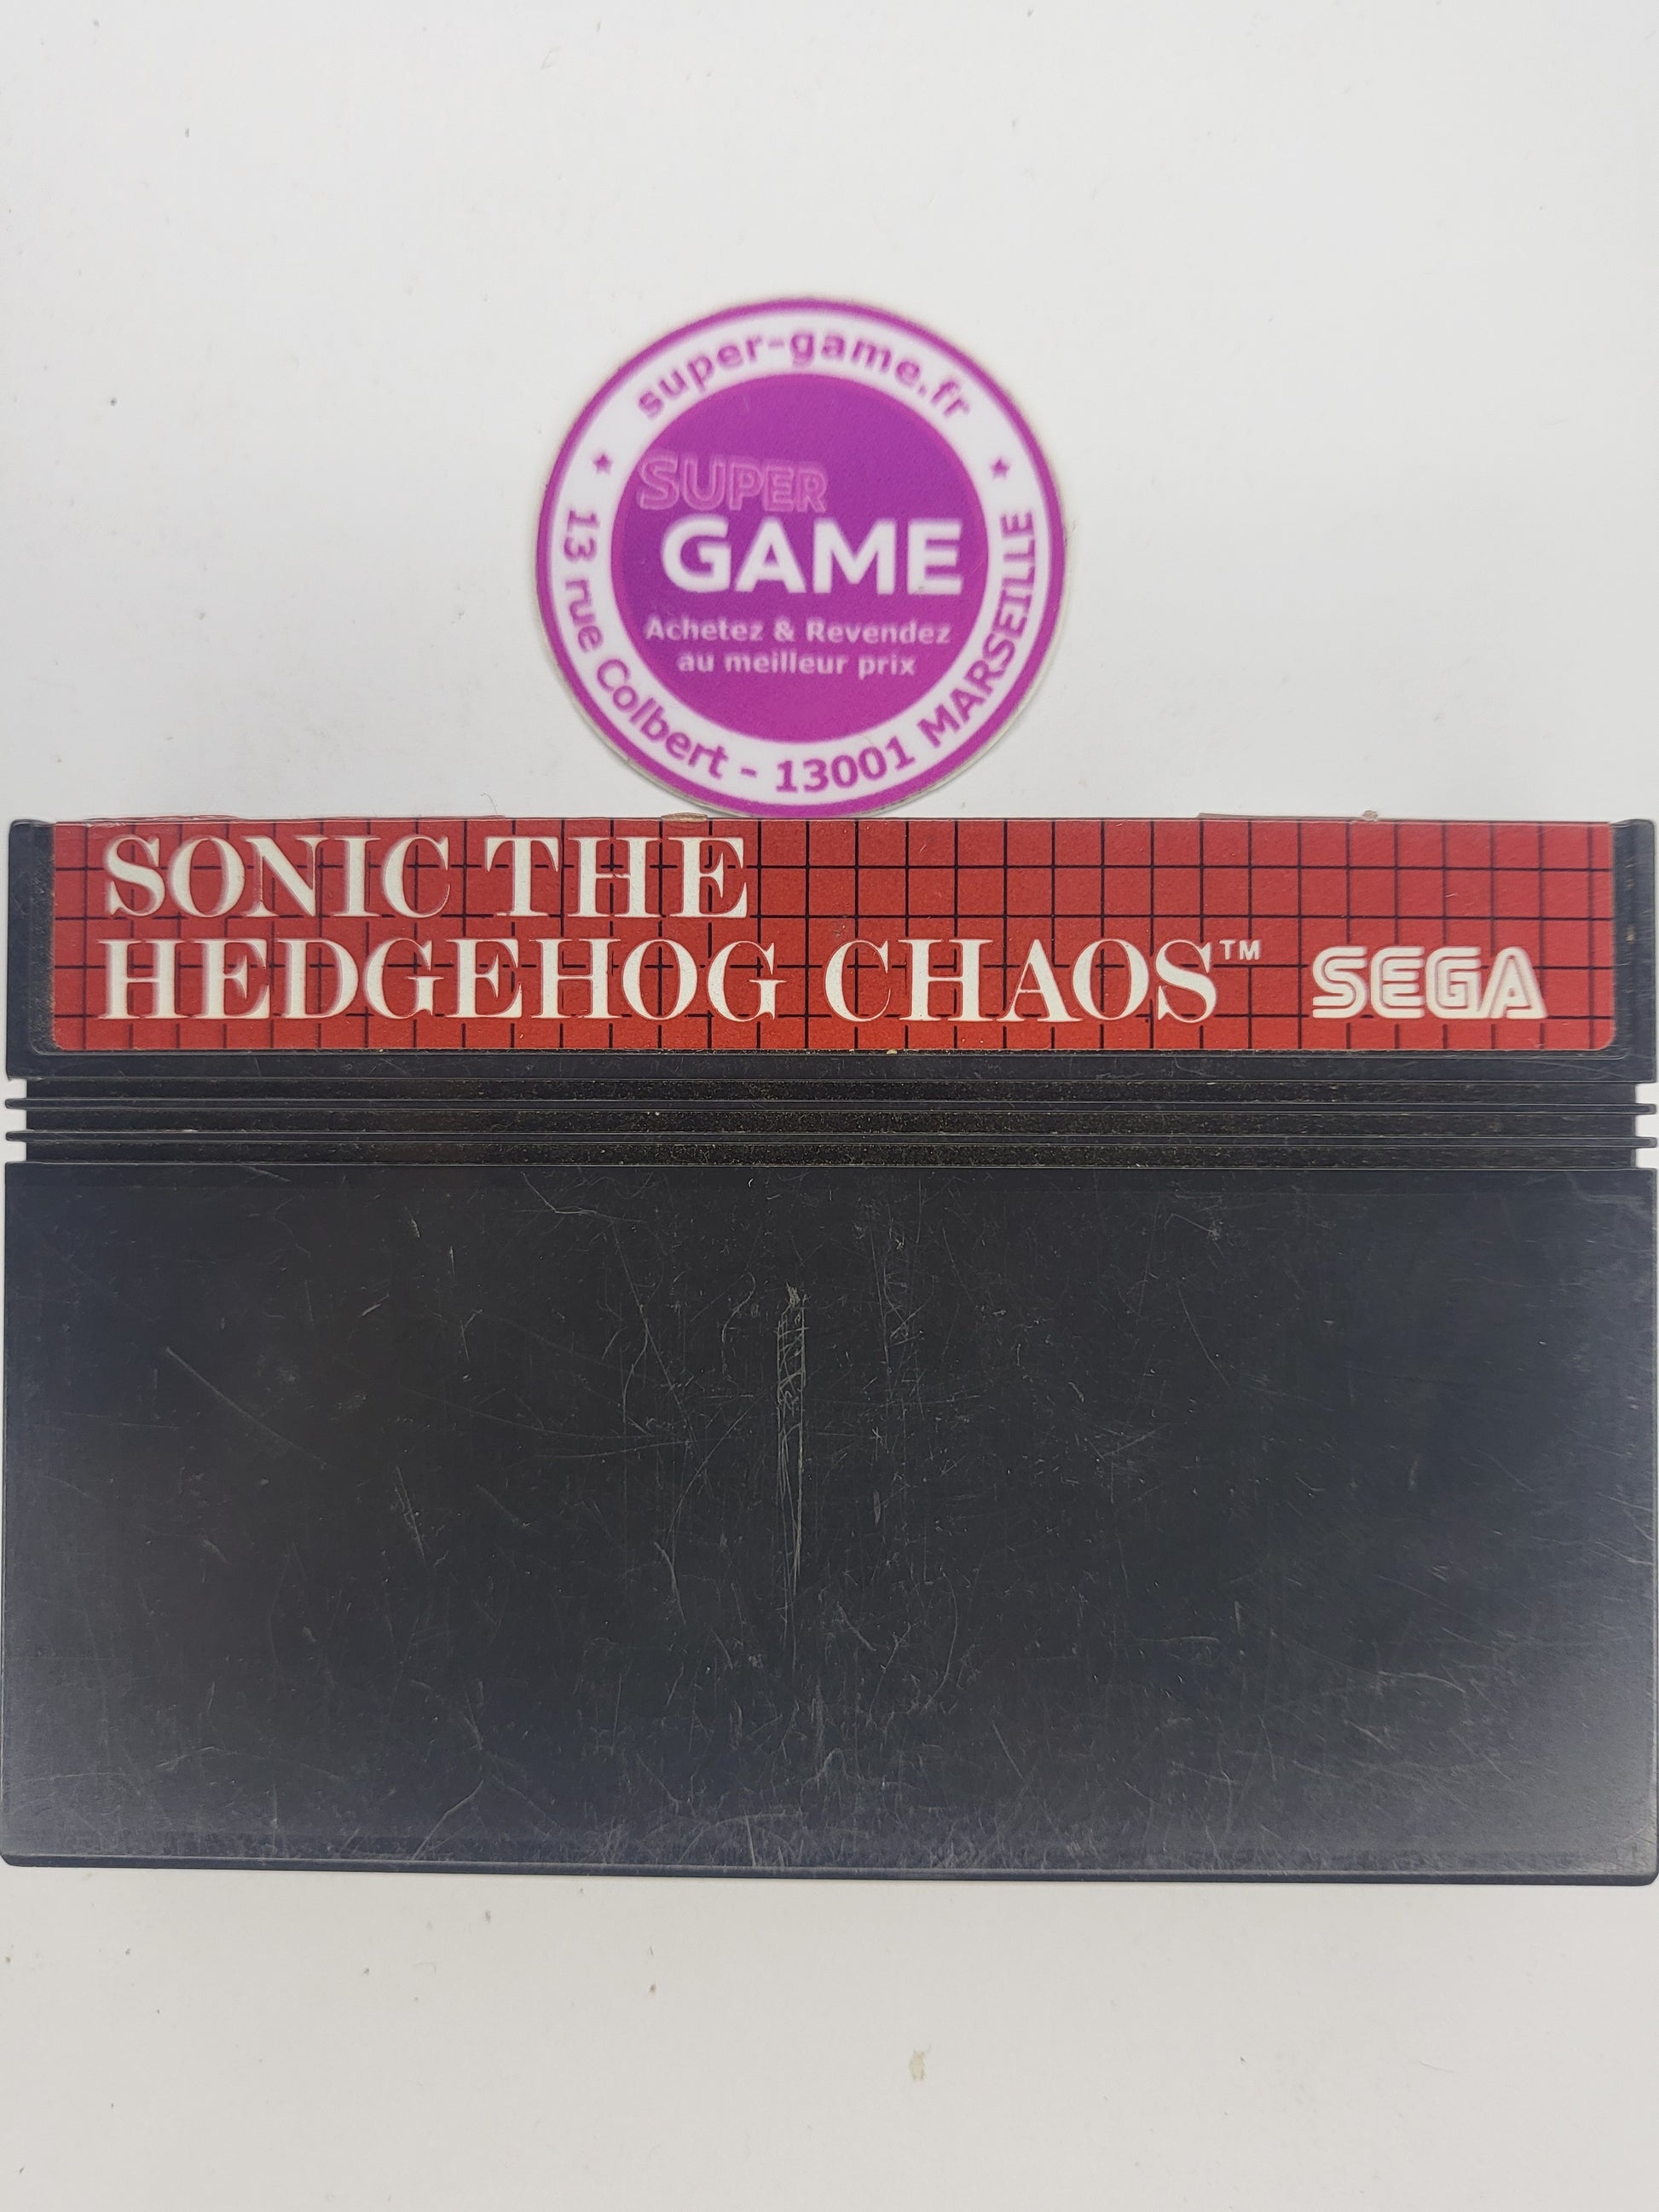 super-game.fr
SUPER
GAME
Achetez & Revendez
au meilleur prix
13 rue Colbert - 13001 MARSEILLE
SONIC THE
HEDGEHOG CHAOS™ SEGA